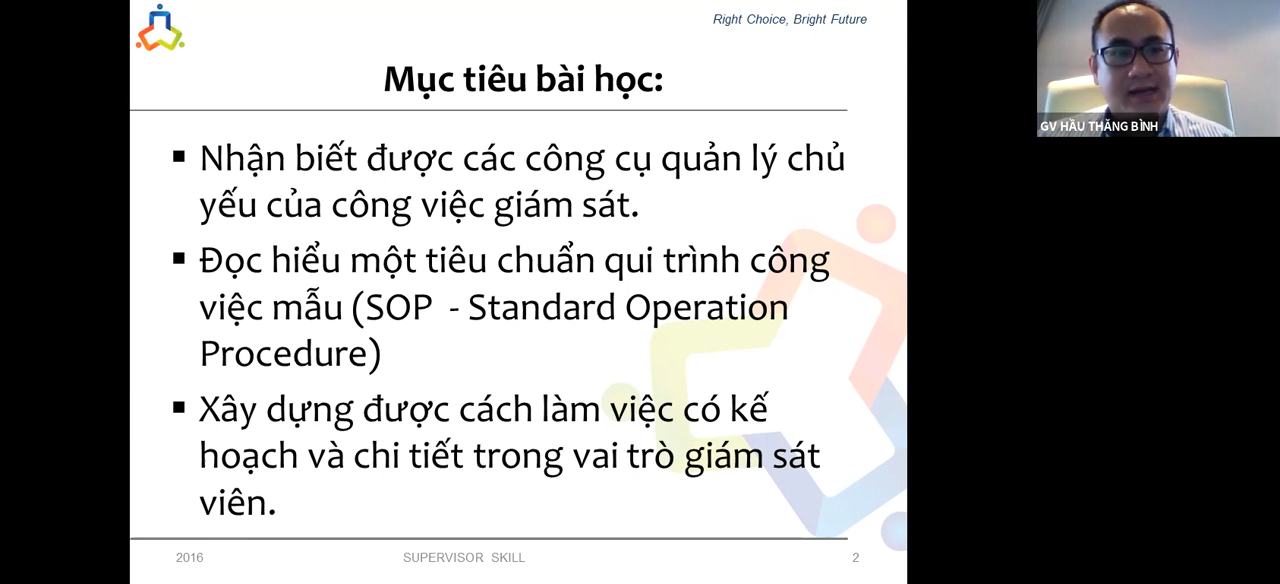 Right Choice, Bright Future
Mục tiêu bài học:
▪ Nhận biết được các công cụ quản lý chủ
yếu của công việc giám sát.
▪ Đọc hiểu một tiêu chuẩn qui trình công
việc mẫu (SOP - Standard Operation
Procedure)
▪ Xây dựng được cách làm việc có kế
hoạch và chi tiết trong vai trò giám sát
viên.
2016 SUPERVISOR SKILL 2
GV HẦU THĂNG BÌNH